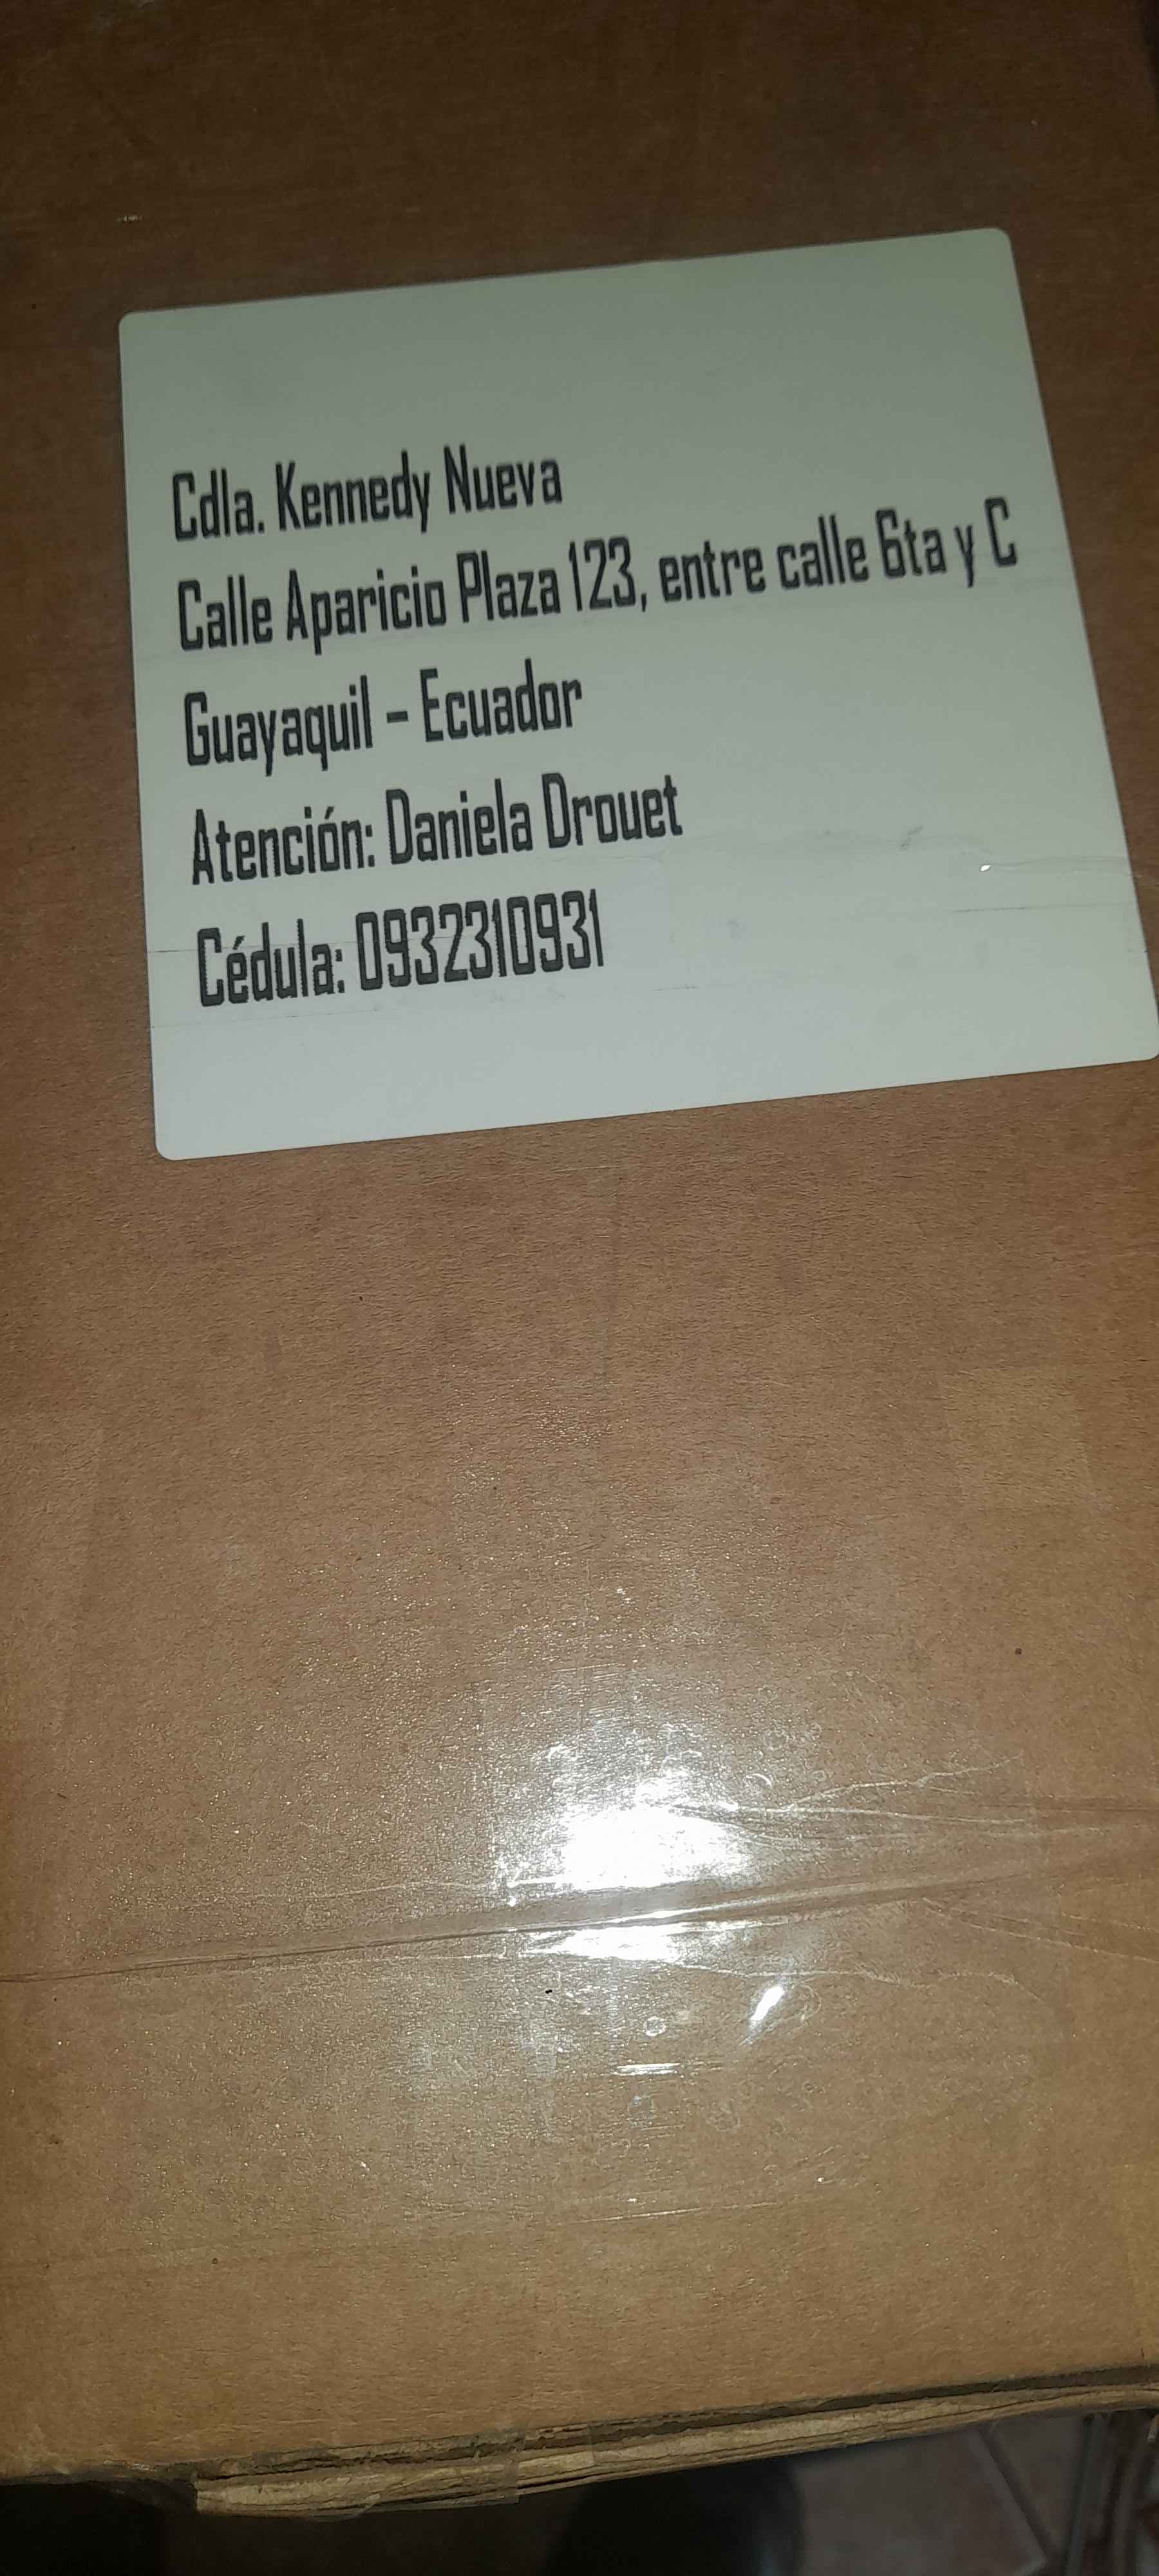 Cdla. Kennedy Nueva
Calle Aparicio Plaza 123, entre calle 6ta y C
Guayaquil - Ecuador
Atención: Daniela Drouet
Cédula: 0932310931